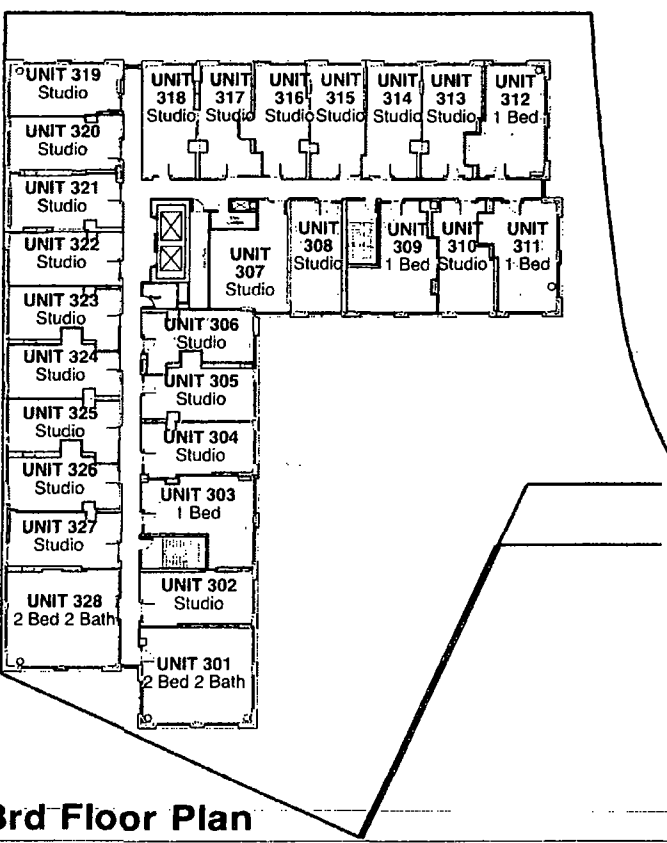 UNIT 319
Studio
UNIT 320
Studio
UNIT 321
Studio
UNIT 322
Studio
UNIT 323
Studio
UNIT 324
Studio
UNIT 325
Studio
UNIT 326
Studio
UNIT 327
Studio
UNIT 328
2 Bed 2 Bath
UNIT
318
Studio
UNIT
317
Studio
UNIT
316
Studio
UNIT
315
Studio
UNIT
314
Studio
UNIT
313
Studio
UNIT
312
1 Bed
UNIT
307
Studio
UNIT
308
Studio
UNIT
309
1 Bed
UNIT
310
Studio
UNIT
311
1 Bed
UNIT 306
Studio
UNIT 305
Studio
UNIT 304
Studio
UNIT 303
1 Bed
UNIT 302
Studio
UNIT 301
2 Bed 2 Bath
3rd Floor Plan